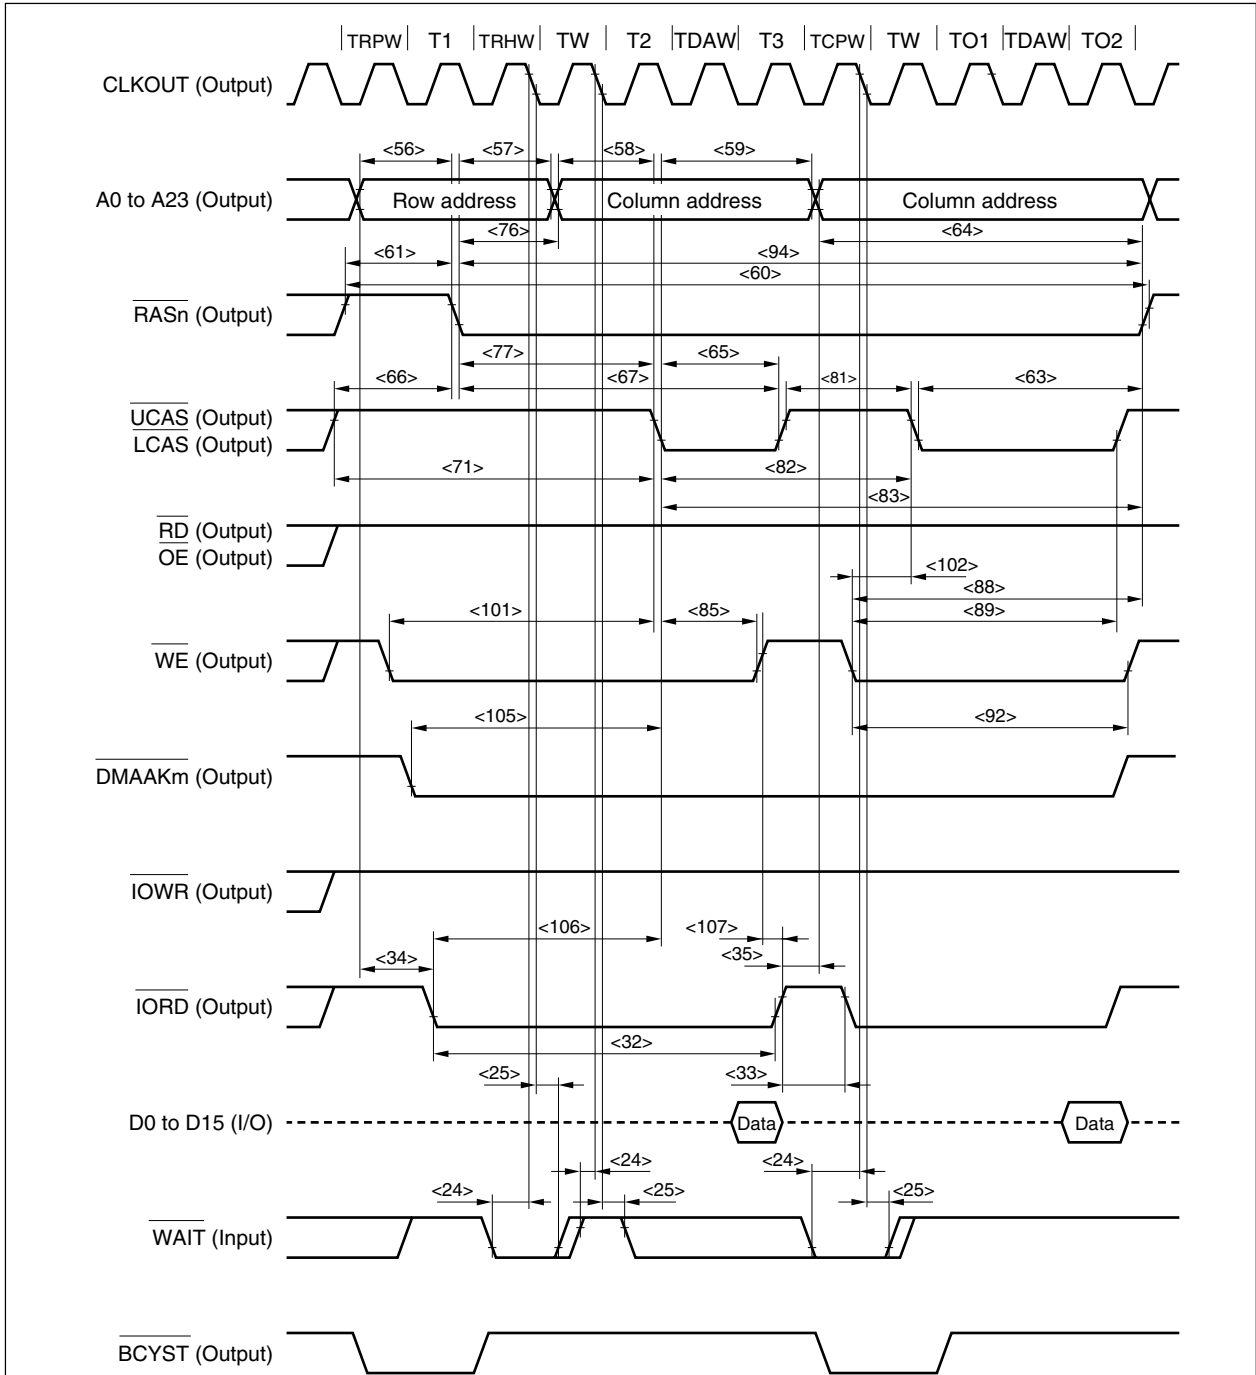 TRPW T1 TRHW TW T2 TDAW T3 TCPW TW TO1 TDAW TO2
CLKOUT (Output)
<56> <57> <58> <59>
A0 to A23 (Output) Row address Column address Column address
<76> <64>
<61> <94>
<60>
RASn (Output)
<77> <65>
<66> <67> <81> <63>
UCAS (Output)
LCAS (Output)
<71> <82>
<83>
RD (Output)
OE (Output)
<102>
<88>
<101> <85> <89>
WE (Output)
<105> <92>
DMAAKm (Output)
IOWR (Output)
<106> <107>
<34> <35>
IORD (Output)
<32>
<25> <33>
D0 to D15 (I/O) Data Data
<24> <24>
<24> <25> <25>
WAIT (Input)
BCYST (Output)